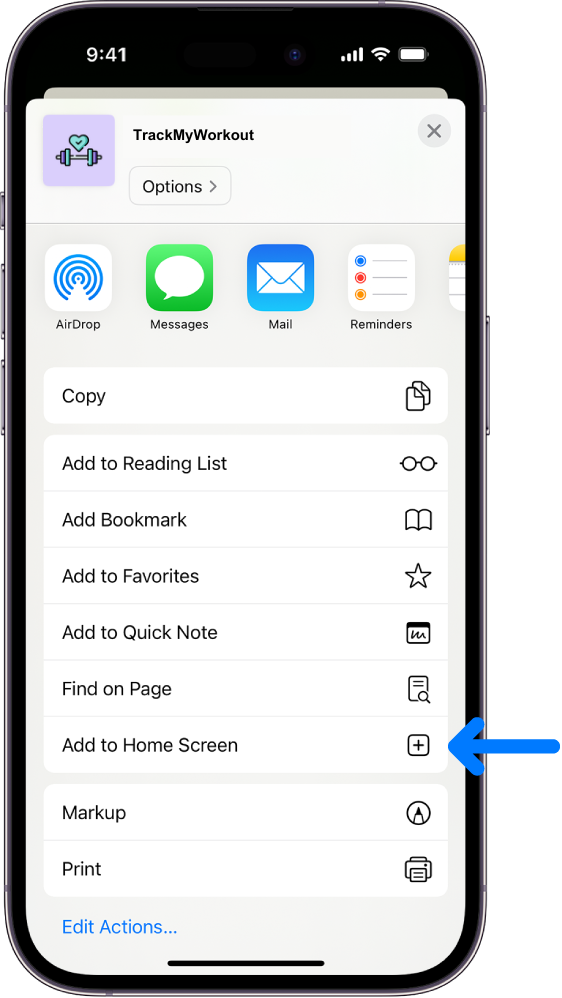 9:41
TrackMyWorkout
Options
AirDrop
Messages
Mail
Reminders
Copy
Add to Reading List
Add Bookmark
Add to Favorites
Add to Quick Note
Find on Page
Add to Home Screen
Markup
Print
Edit Actions...